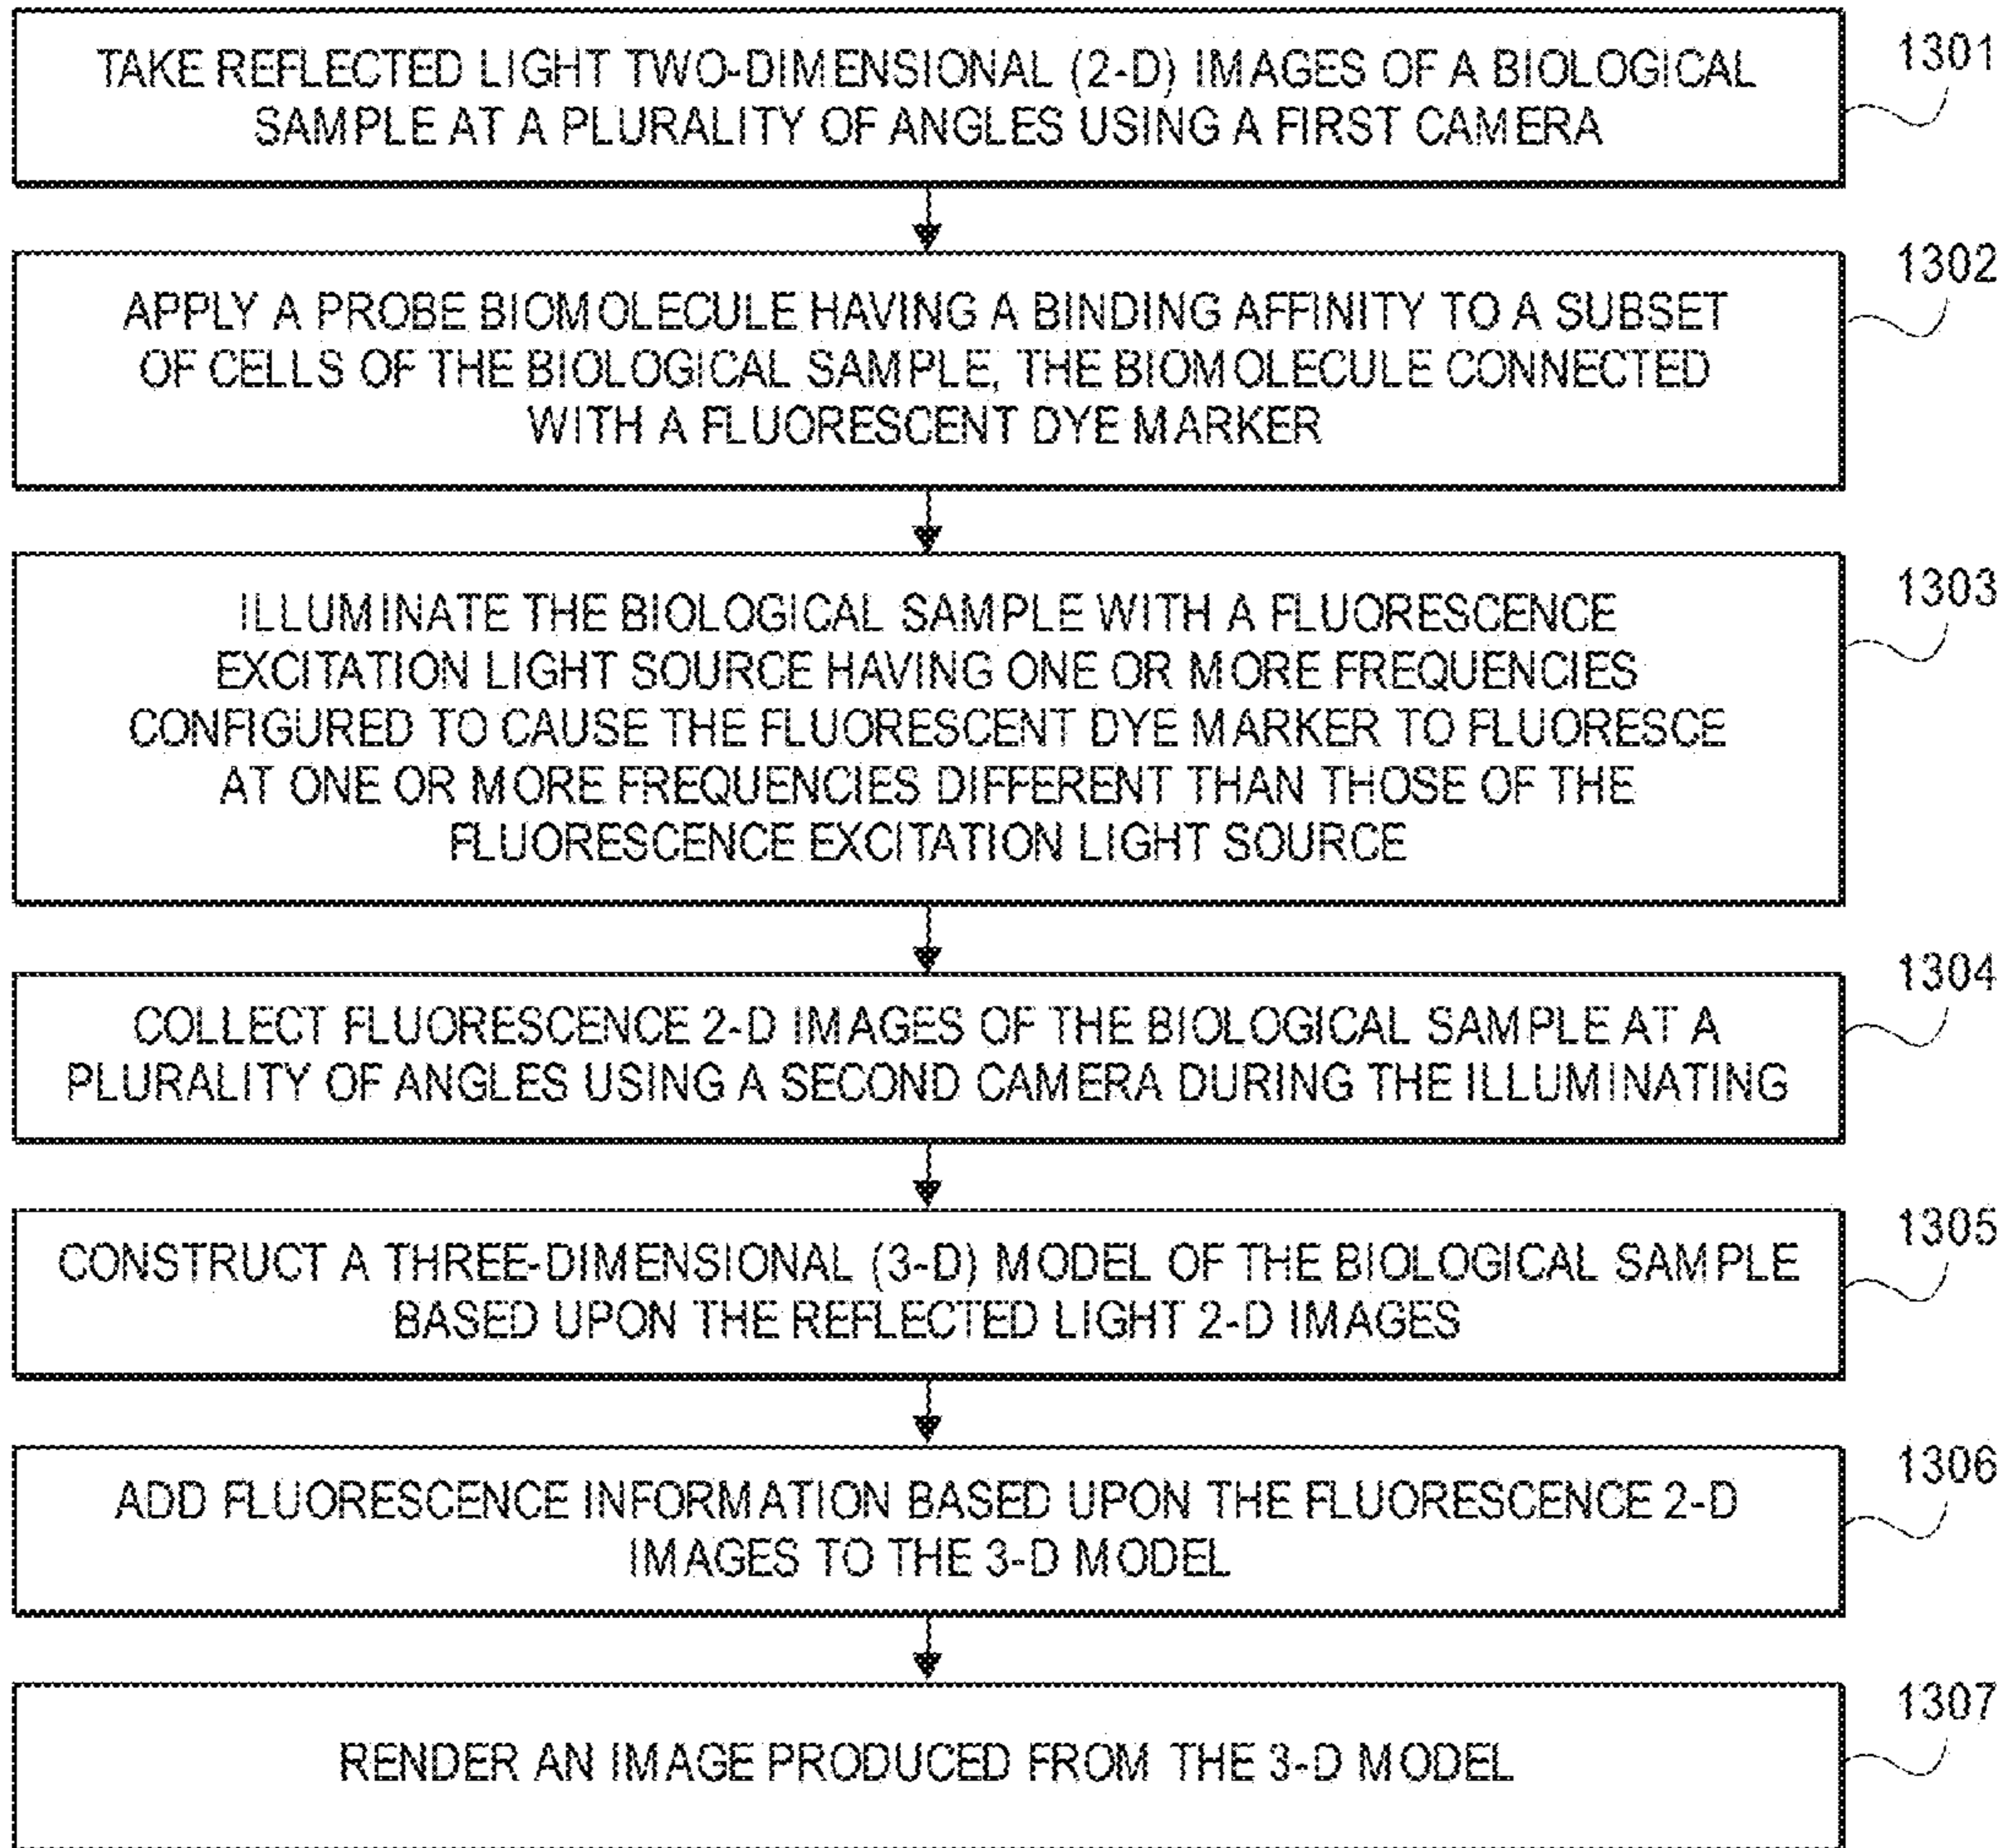 TAKE REFLECTED LIGHT TWO-DIMENSIONAL (2-D) IMAGES OF A BIOLOGICAL
SAMPLE AT A PLURALITY OF ANGLES USING A FIRST CAMERA
1301
APPLY A PROBE BIOMOLECULE HAVING A BINDING AFFINITY TO A SUBSET
OF CELLS OF THE BIOLOGICAL SAMPLE, THE BIOMOLECULE CONNECTED
WITH A FLUORESCENT DYE MARKER
1302
ILLUMINATE THE BIOLOGICAL SAMPLE WITH A FLUORESCENCE
EXCITATION LIGHT SOURCE HAVING ONE OR MORE FREQUENCIES
CONFIGURED TO CAUSE THE FLUORESCENT DYE MARKER TO FLUORESCE
AT ONE OR MORE FREQUENCIES DIFFERENT THAN THOSE OF THE
FLUORESCENCE EXCITATION LIGHT SOURCE
1303
COLLECT FLUORESCENCE 2-D IMAGES OF THE BIOLOGICAL SAMPLE AT A
PLURALITY OF ANGLES USING A SECOND CAMERA DURING THE ILLUMINATING
1304
CONSTRUCT A THREE-DIMENSIONAL (3-D) MODEL OF THE BIOLOGICAL SAMPLE
BASED UPON THE REFLECTED LIGHT 2-D IMAGES
1305
ADD FLUORESCENCE INFORMATION BASED UPON THE FLUORESCENCE 2-D
IMAGES TO THE 3-D MODEL
1306
RENDER AN IMAGE PRODUCED FROM THE 3-D MODEL
1307